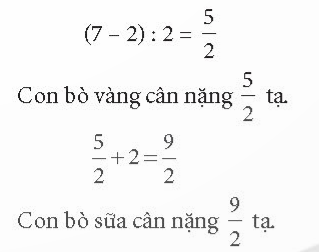 (7 – 2) : 2 = 5/2
Con bò vàng cân nặng 5/2 tạ.
5/2 + 2 = 9/2
Con bò sữa cân nặng 9/2 tạ.